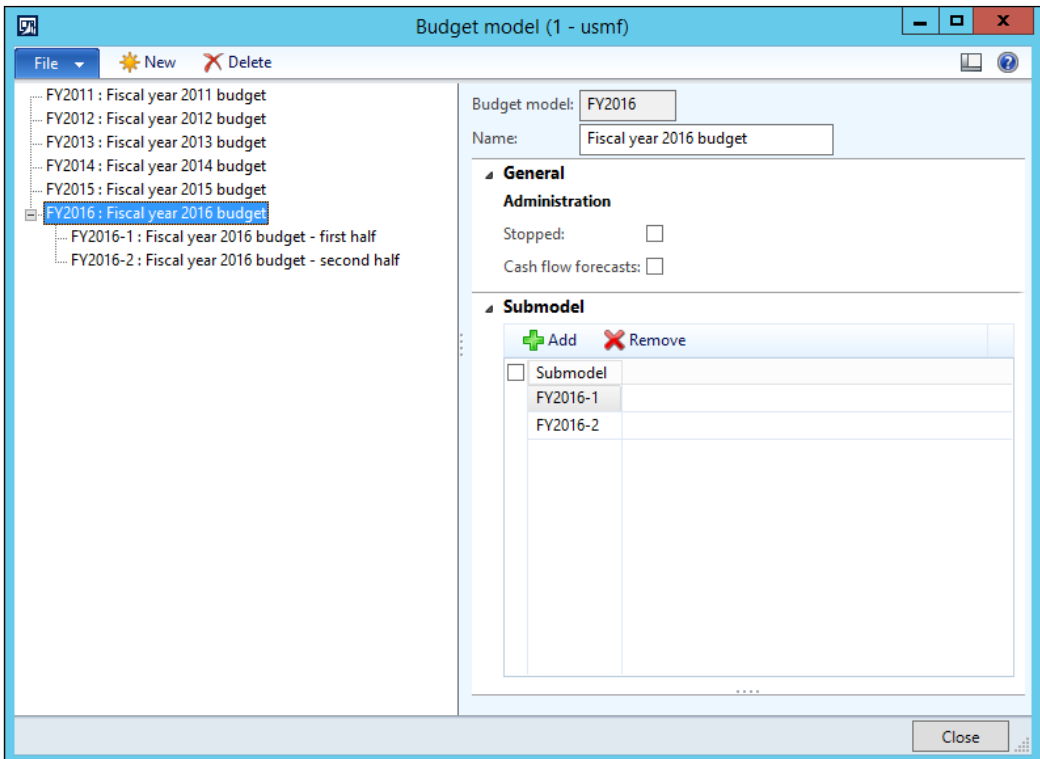 Budget model (1 - usmf)
File New Delete
FY2011 : Fiscal year 2011 budget
FY2012 : Fiscal year 2012 budget
FY2013 : Fiscal year 2013 budget
FY2014 : Fiscal year 2014 budget
FY2015 : Fiscal year 2015 budget
FY2016 : Fiscal year 2016 budget
FY2016-1 : Fiscal year 2016 budget - first half
FY2016-2 : Fiscal year 2016 budget - second half
Budget model: FY2016
Name: Fiscal year 2016 budget
General
Administration
Stopped:
Cash flow forecasts:
Submodel
Add Remove
Submodel
FY2016-1
FY2016-2
Close